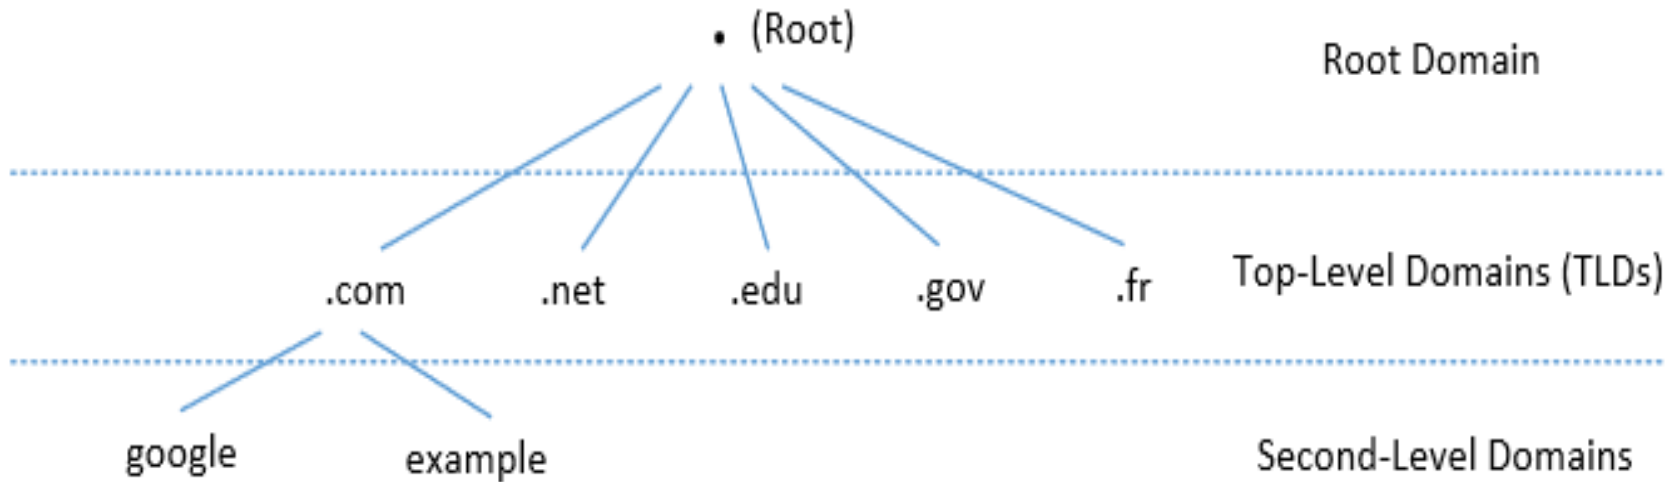 . (Root)
Root Domain
.com
.net
.edu
.gov
.fr
Top-Level Domains (TLDs)
google
example
Second-Level Domains